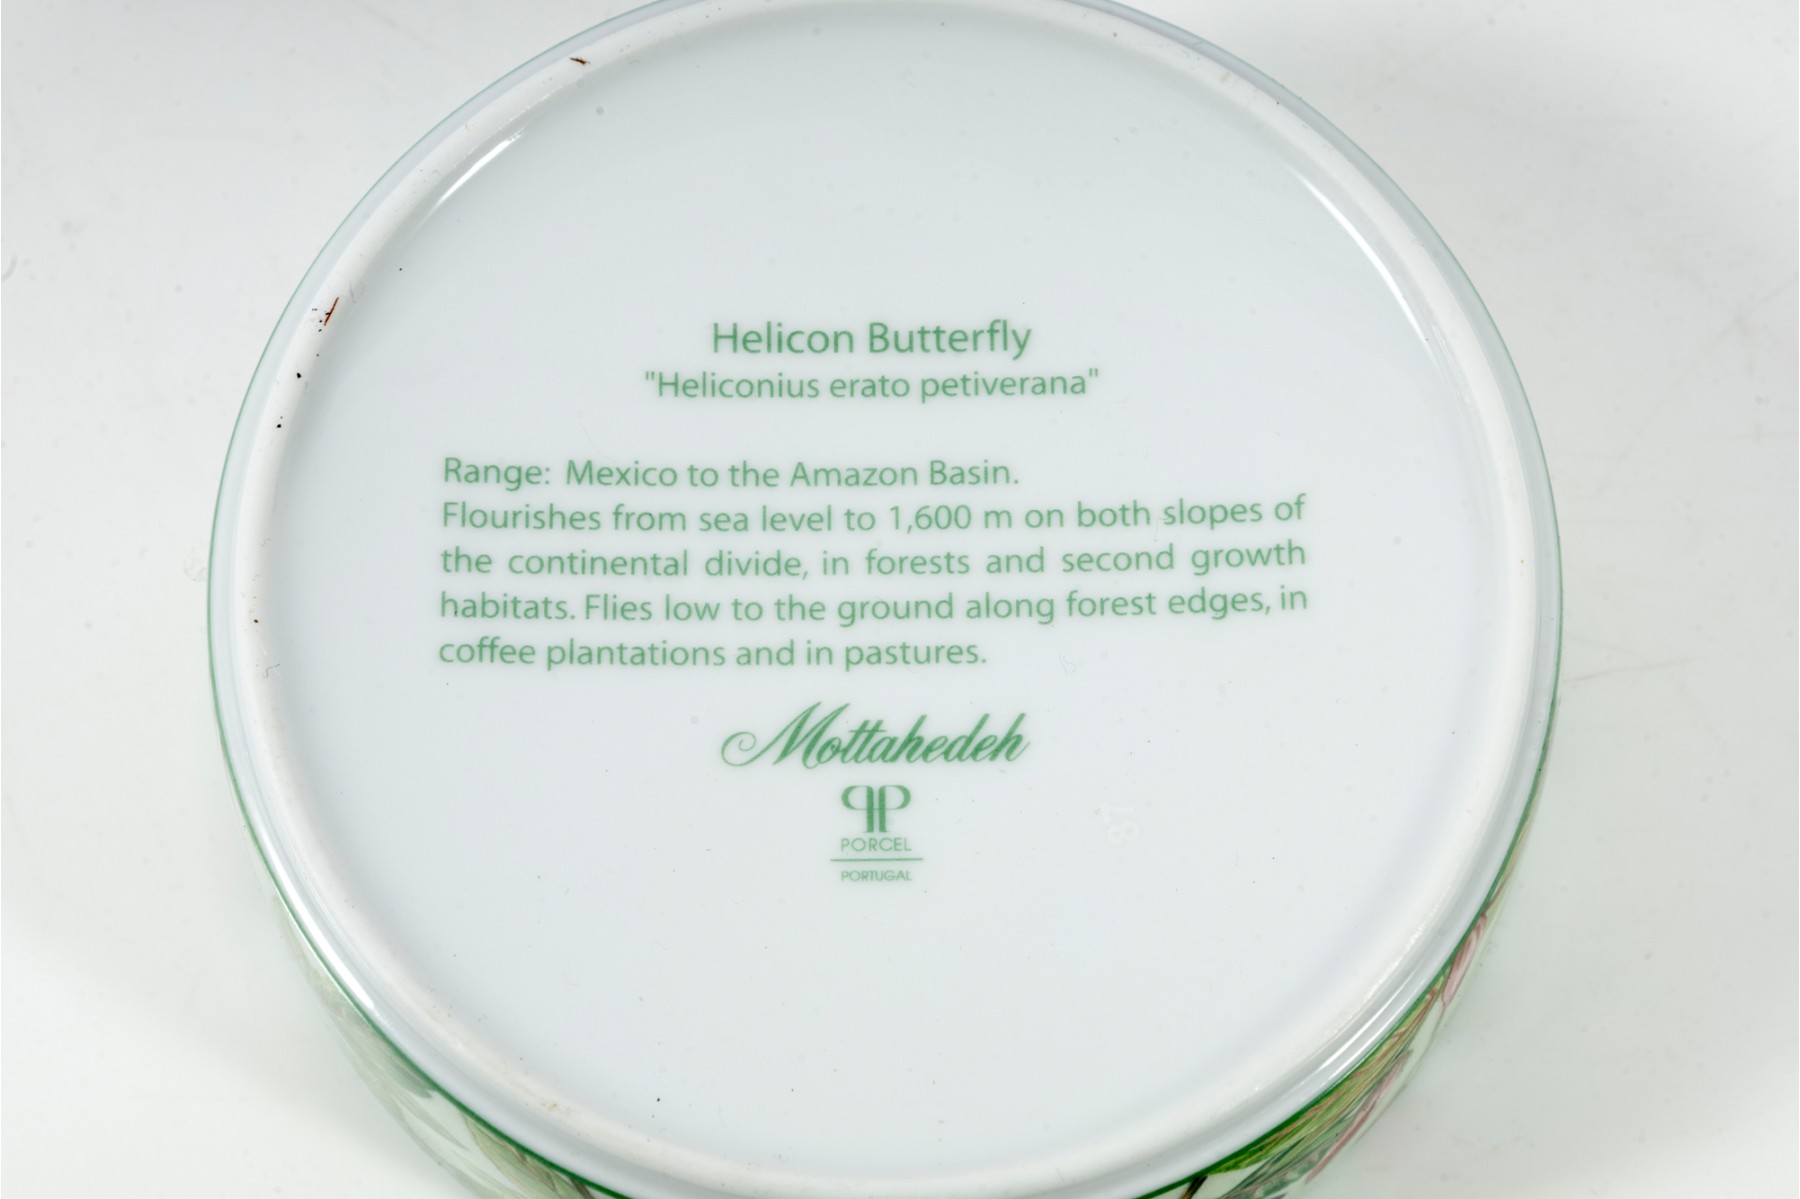 Helicon Butterfly
"Heliconius erato petiverana"
Range: Mexico to the Amazon Basin.
Flourishes from sea level to 1,600 m on both slopes of
the continental divide, in forests and second growth
habitats. Flies low to the ground along forest edges, in
coffee plantations and in pastures.
Mottahedeh
PP
PORCEL
PORTUGAL